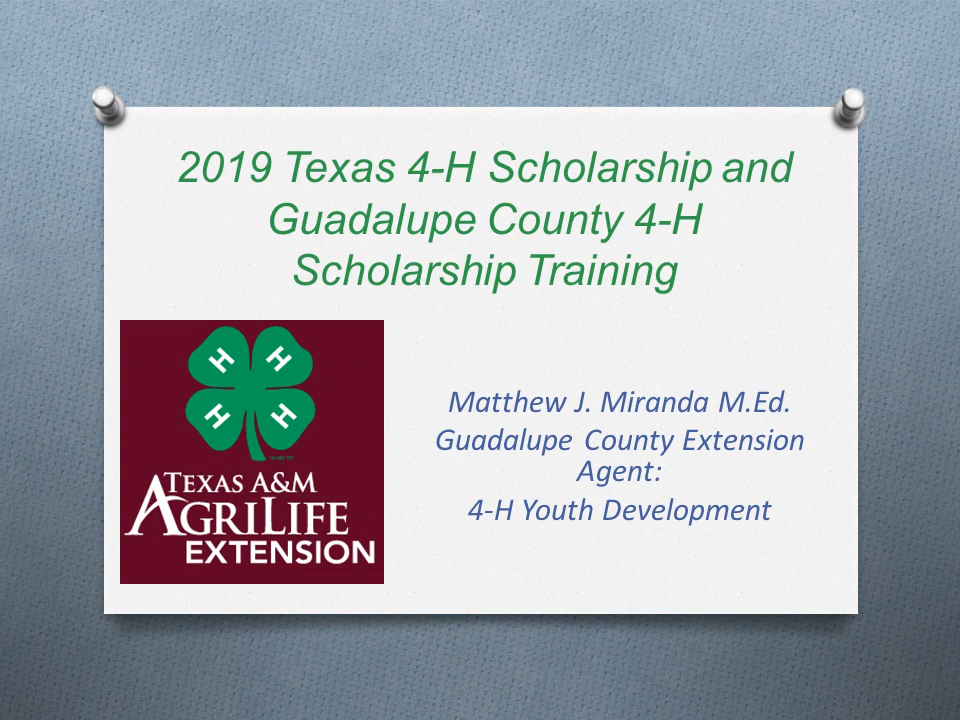 2019 Texas 4-H Scholarship and
Guadalupe County 4-H
Scholarship Training
H H
H H
TEXAS A&M
AGRILIFE
EXTENSION
Matthew J. Miranda M.Ed.
Guadalupe County Extension
Agent:
4-H Youth Development